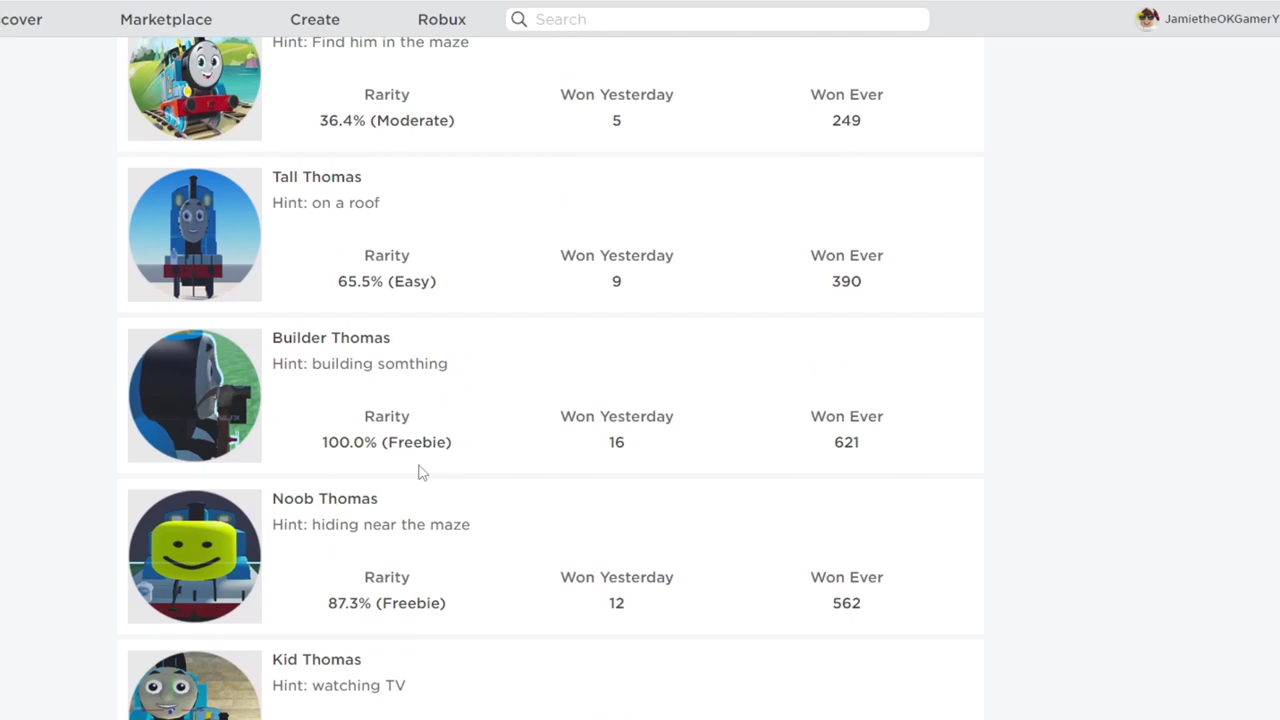 cover Marketplace Create Robux Search JamietheOKGamerY
Hint: Find him in the maze
Rarity Won Yesterday Won Ever
36.4% (Moderate) 5 249
Tall Thomas
Hint: on a roof
Rarity Won Yesterday Won Ever
65.5% (Easy) 9 390
Builder Thomas
Hint: building somthing
Rarity Won Yesterday Won Ever
100.0% (Freebie) 16 621
Noob Thomas
Hint: hiding near the maze
Rarity Won Yesterday Won Ever
87.3% (Freebie) 12 562
Kid Thomas
Hint: watching TV